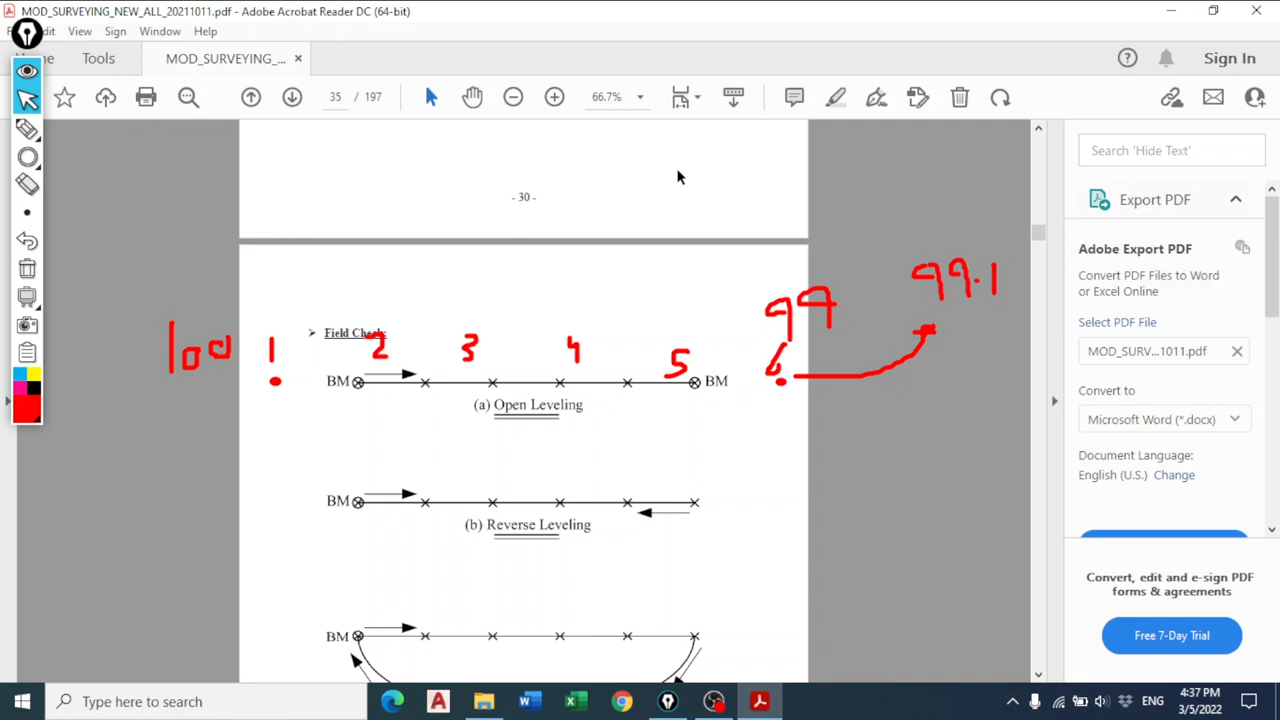 MOD_SURVEYING_NEW_ALL_20211011.pdf - Adobe Acrobat Reader DC (64-bit)
View Sign Window Help
Tools
MOD_SURVEYING_...
Sign In
35 / 197
66.7%
- 30 -
Search 'Hide Text'
Export PDF
Adobe Export PDF
Convert PDF Files to Word
or Excel Online
Select PDF File
MOD_SURV...1011.pdf
Convert to
Microsoft Word (*.docx)
Document Language:
English (U.S.) Change
Convert, edit and e-sign PDF
forms & agreements
Free 7-Day Trial
99.1
99
Field Check:
100 1 2 3 4 5 6
BM BM
(a) Open Leveling
BM
(b) Reverse Leveling
BM
Type here to search
ENG
4:37 PM
3/5/2022